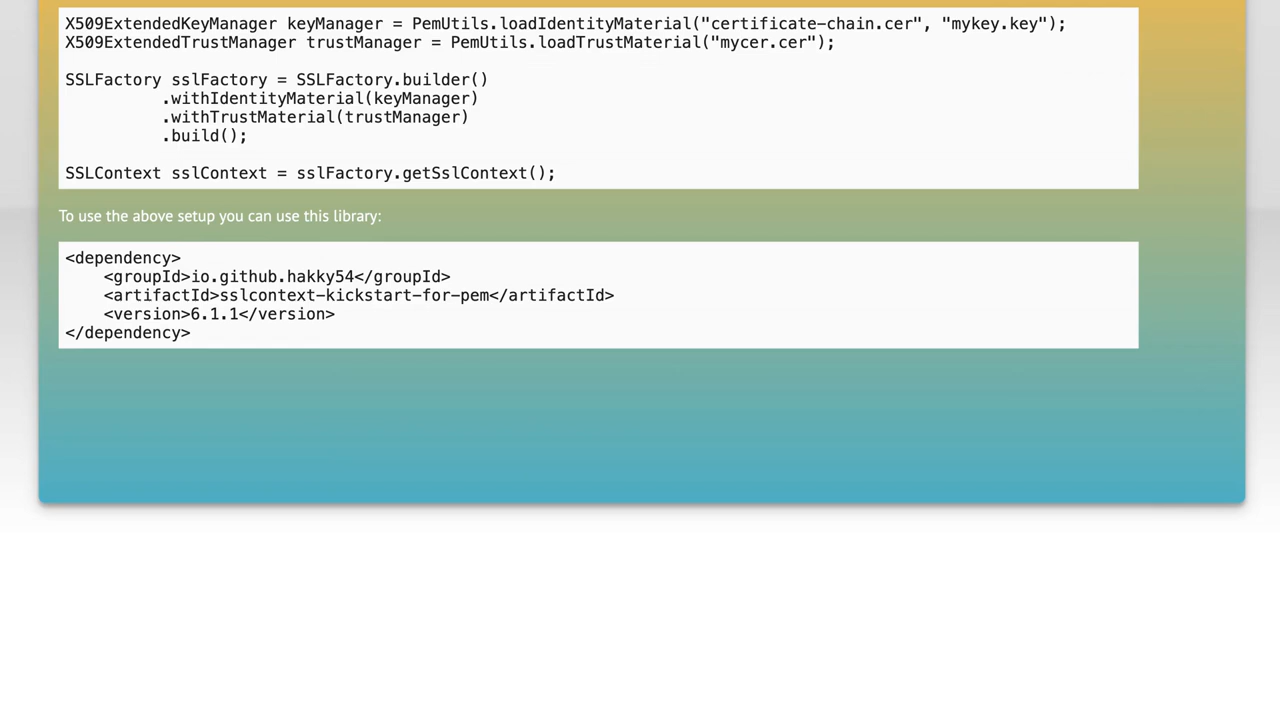 X509ExtendedKeyManager keyManager = PemUtils.loadIdentityMaterial("certificate-chain.cer", "mykey.key");
X509ExtendedTrustManager trustManager = PemUtils.loadTrustMaterial("mycer.cer");
SSLFactory sslFactory = SSLFactory.builder()
.withIdentityMaterial(keyManager)
.withTrustMaterial(trustManager)
.build();
SSLContext sslContext = sslFactory.getSslContext();
To use the above setup you can use this library:
<dependency>
<groupId>io.github.hakky54</groupId>
<artifactId>sslcontext-kickstart-for-pem</artifactId>
<version>6.1.1</version>
</dependency>